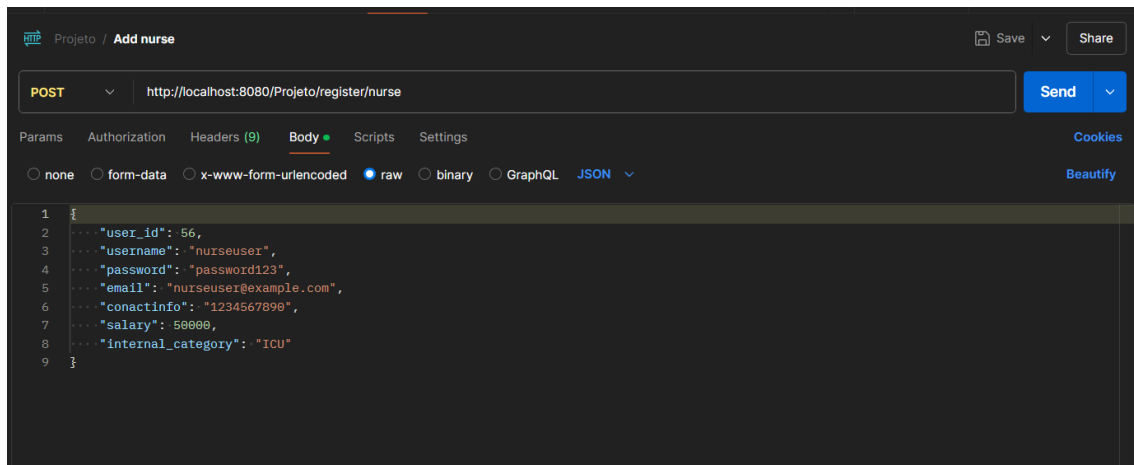 HTTP Projeto / Add nurse Save Share
POST http://localhost:8080/Projeto/register/nurse Send
Params Authorization Headers (9) Body Scripts Settings Cookies
none form-data x-www-form-urlencoded raw binary GraphQL JSON Beautify
1 {
2 "user_id": 56,
3 "username": "nurseuser",
4 "password": "password123",
5 "email": "nurseuser@example.com",
6 "conactinfo": "1234567890",
7 "salary": 50000,
8 "internal_category": "ICU"
9 }